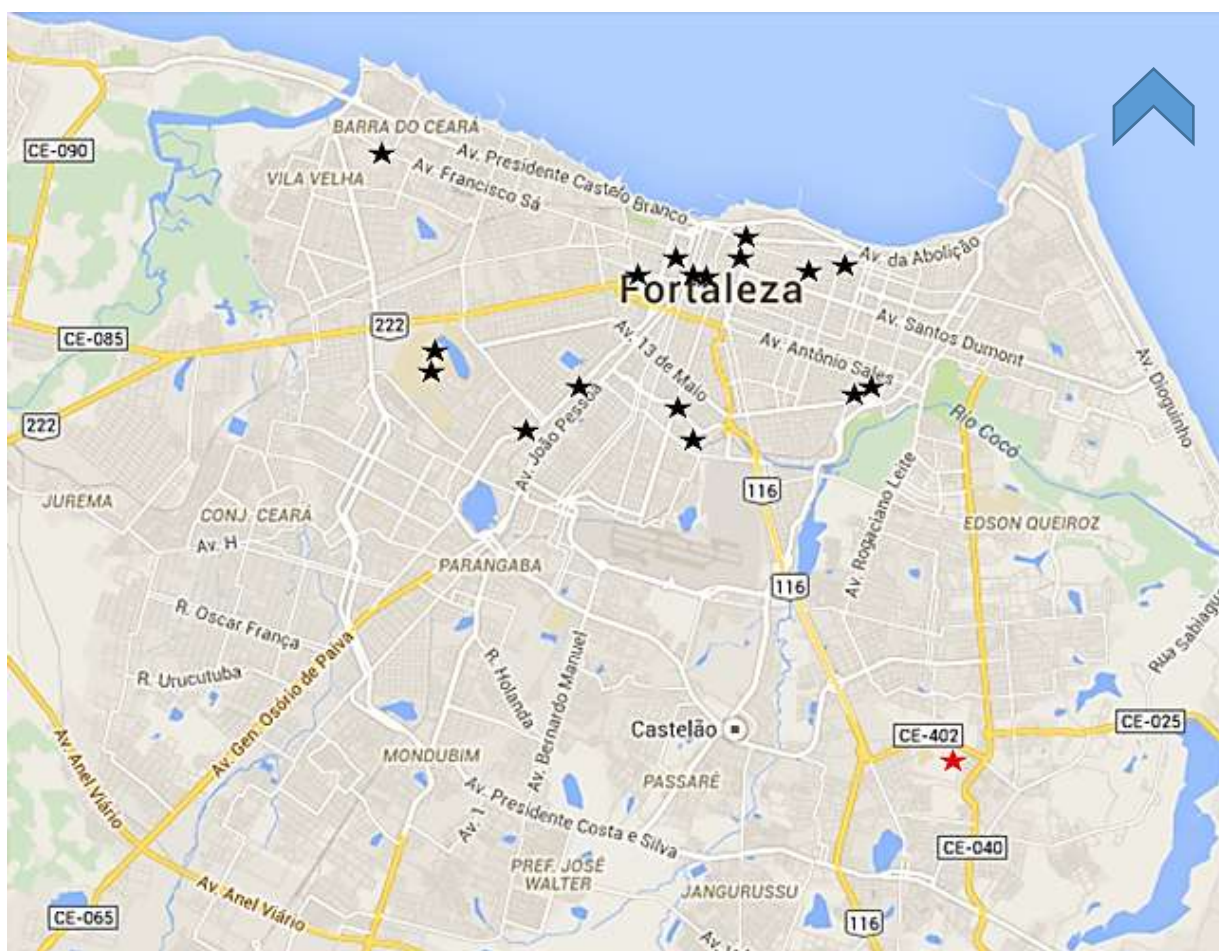 BARRA DO CEARÁ
CE-090
Av. Presidente Castelo Branco
VILA VELHA
Av. Francisco Sá
Av. da Abolição
Fortaleza
222
CE-085
Av. 13 de Maio
Av. Santos Dumont
Av. Antônio Sales
Av. Dioguinho
222
Av. João Pessoa
Rio Cocó
JUREMA
CONJ. CEARÁ
116
Av. Rogaciano Leite
EDSON QUEIROZ
Av. H
PARANGABA
116
R. Oscar França
Rua Sabiagu
R. Urucutuba
Av. Gen. Osório de Paiva
R. Holanda
Av. Bernardo Manuel
Castelão
CE-402
CE-025
MONDUBIM
PASSARÉ
Av. Anel Viário
Av. Presidente Costa e Silva
Av. 1
CE-040
PREF. JOSÉ
WALTER
JANGURUSSU
Av. Anel Viário
CE-065
116